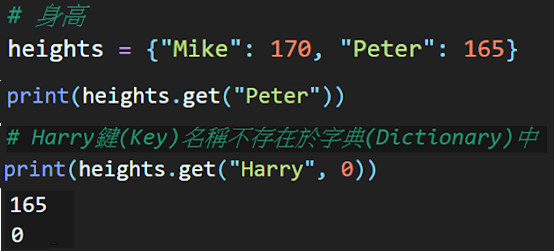 # 身高
heights = {"Mike": 170, "Peter": 165}
print(heights.get("Peter"))
# Harry鍵(Key)名稱不存在於字典(Dictionary)中
print(heights.get("Harry", 0))
165
0